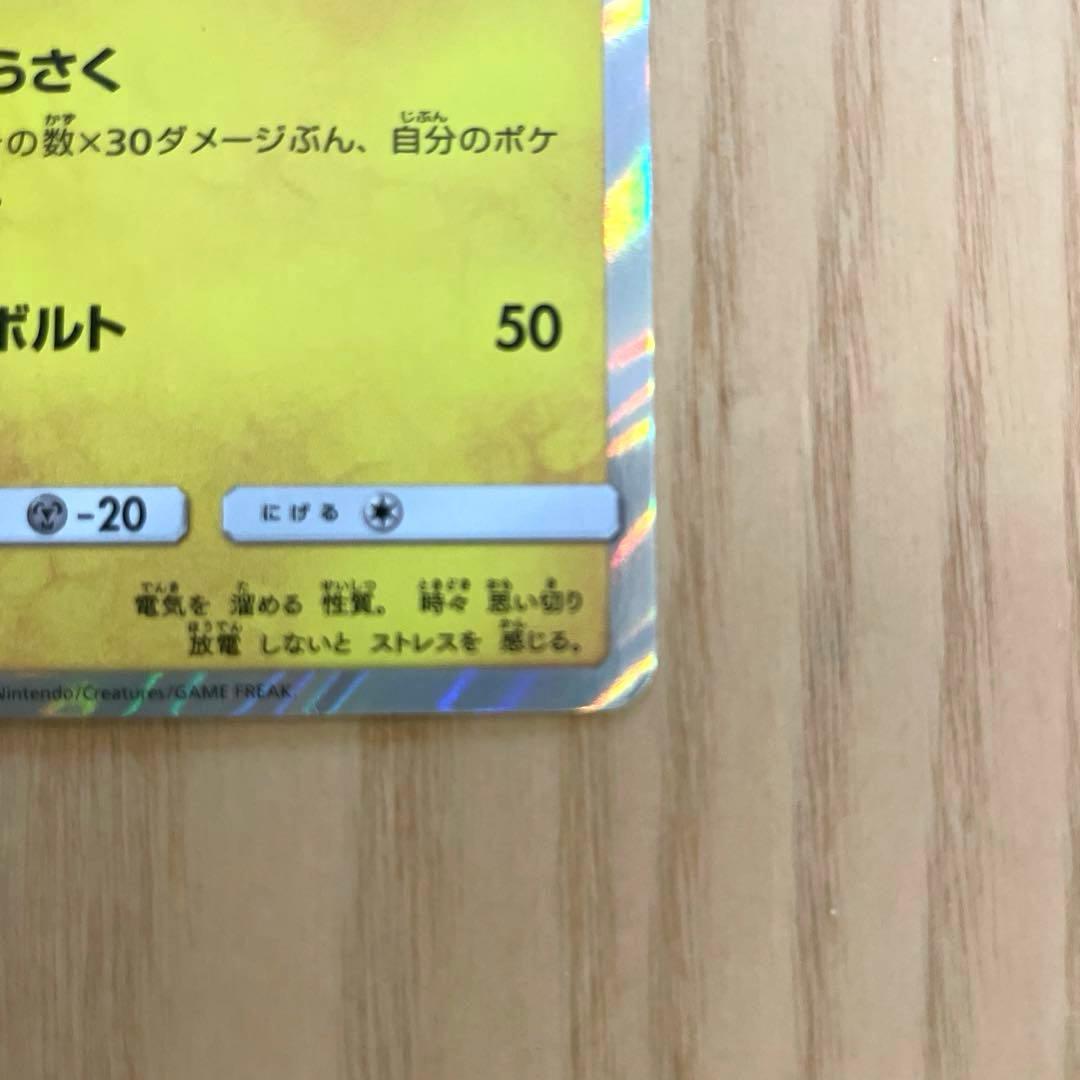 うさく
の数×30ダメージぶん、自分のポケ
ボルト 50
-20 にげる
電気を 溜める 性質。 時々 思い切り
放電 しないと ストレスを 感じる。
Nintendo/Creatures/GAME FREAK.